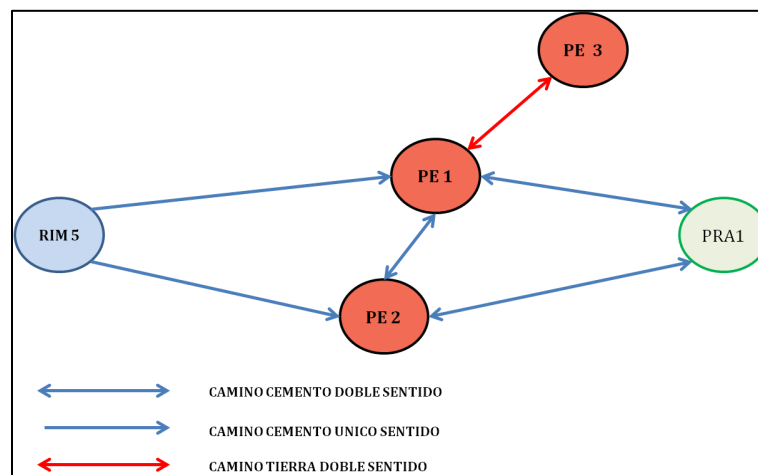 PE 3
PE 1
RIM 5
PRA1
PE 2
CAMINO CEMENTO DOBLE SENTIDO
CAMINO CEMENTO UNICO SENTIDO
CAMINO TIERRA DOBLE SENTIDO